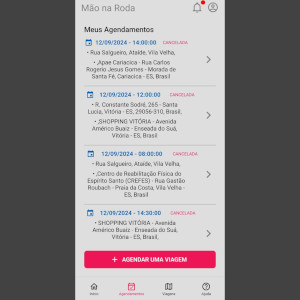 Mão na Roda
Meus Agendamentos
12/09/2024 - 14:00:00 CANCELADA
• Rua Salgueiro, Ataíde, Vila Velha,
• ,Apae Cariacica - Rua Carlos
Rogerio Jesus Gomes - Morada de
Santa Fé, Cariacica - ES, Brasil
12/09/2024 - 12:00:00 CANCELADA
• R. Constante Sodré, 265 - Santa
Lucia, Vitória - ES, 29056-310, Brasil,
• ,SHOPPING VITÓRIA - Avenida
Américo Buaiz - Enseada do Suá,
Vitória - ES, Brasil
12/09/2024 - 08:00:00 CANCELADA
• Rua Salgueiro, Ataíde, Vila Velha,
• ,Centro de Reabilitação Física do
Espírito Santo (CREFES) - Rua Gastão
Roubach - Praia da Costa, Vila Velha -
ES, Brasil
12/09/2024 - 14:30:00 CANCELADA
• SHOPPING VITÓRIA - Avenida
Américo Buaiz - Enseada do Suá,
Vitória - ES, Brasil,
+ AGENDAR UMA VIAGEM
Início Agendamentos Viagens Ajuda